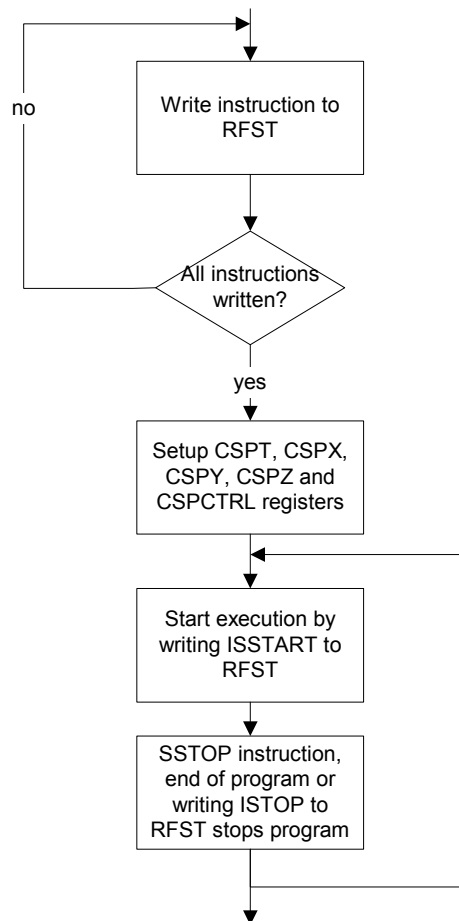 Write instruction to
RFST
no
All instructions
written?
yes
Setup CSPT, CSPX,
CSPY, CSPZ and
CSPCTRL registers
Start execution by
writing ISSTART to
RFST
SSTOP instruction,
end of program or
writing ISTOP to
RFST stops program